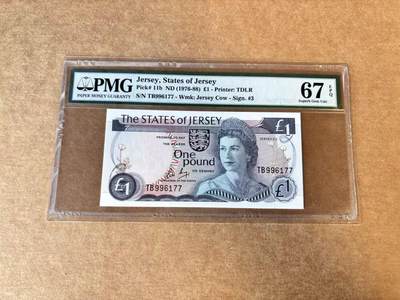 PMG
PAPER MONEY GUARANTY
Jersey, States of Jersey
Pick# 11b ND (1976-88) £1 - Printer: TDLR
S/N TB996177 - Wmk: Jersey Cow - Sign. #3
67 EPQ
Superb Gem Unc
The STATES of JERSEY
£1
One
pound
TB996177
£1
£1
TB996177